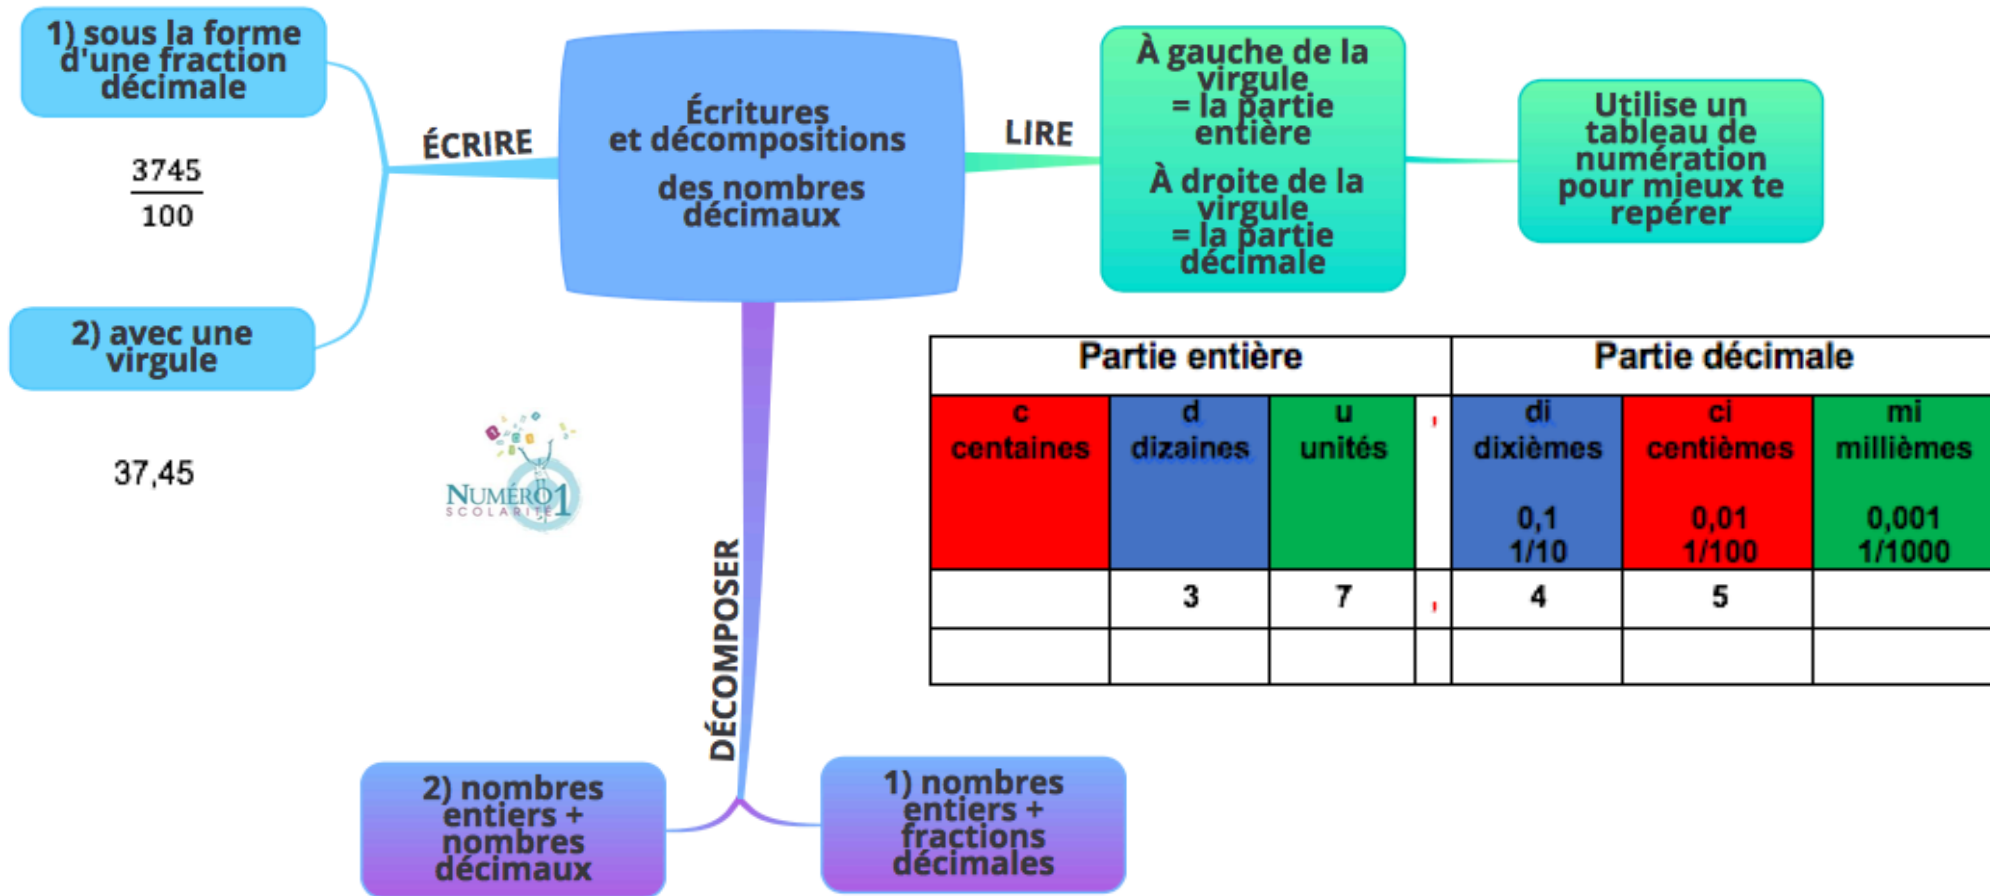 1) sous la forme
d'une fraction
décimale
3745
100
2) avec une
virgule
37,45
ÉCRIRE
Écritures
et décompositions
des nombres
décimaux
LIRE
À gauche de la
virgule
= la partie
entière
À droite de la
virgule
= la partie
décimale
Utilise un
tableau de
numération
pour mieux te
repérer
NUMÉRO1
SCOLARITÉ
Partie entière Partie décimale
c d u , di ci mi
centaines dizaines unités dixièmes centièmes millièmes
0,1 0,01 0,001
1/10 1/100 1/1000
3 7 , 4 5
DÉCOMPOSER
2) nombres
entiers +
nombres
décimaux
1) nombres
entiers +
fractions
décimales